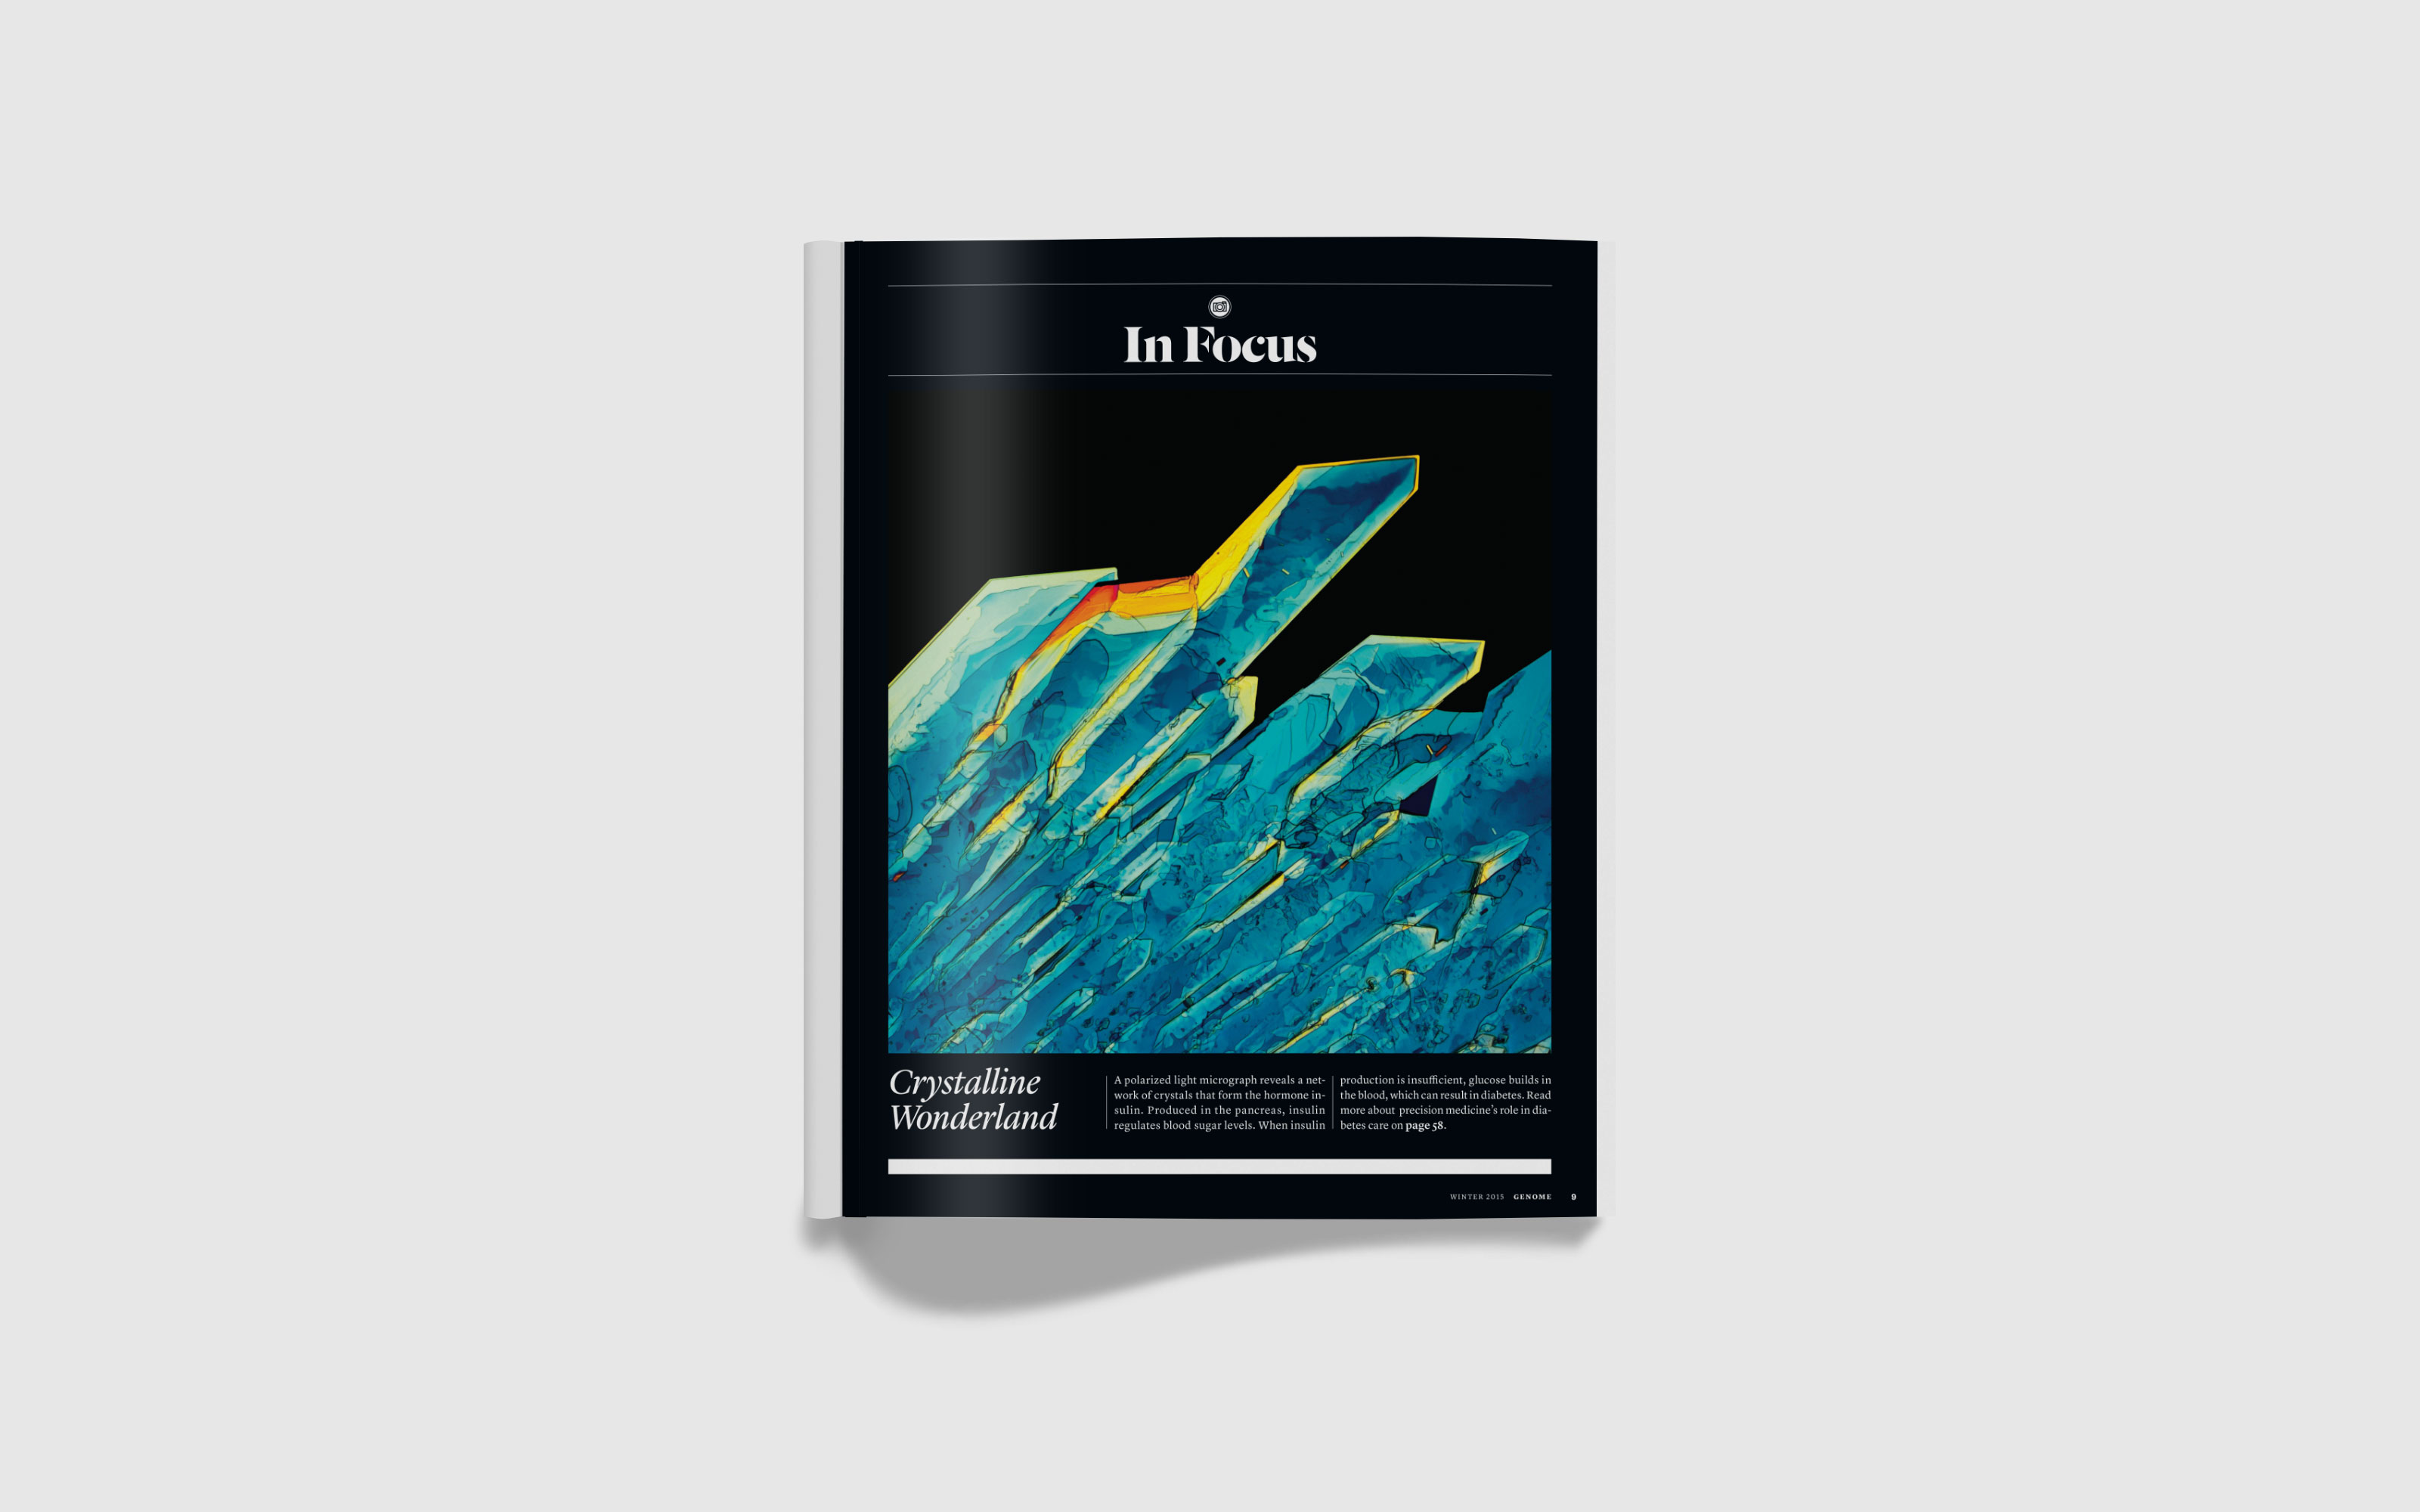 In Focus
Crystalline
Wonderland
A polarized light micrograph reveals a net-
work of crystals that form the hormone in-
sulin. Produced in the pancreas, insulin
regulates blood sugar levels. When insulin
production is insufficient, glucose builds in
the blood, which can result in diabetes. Read
more about precision medicine's role in dia-
betes care on page 58.
WINTER 2015 GENOME 9